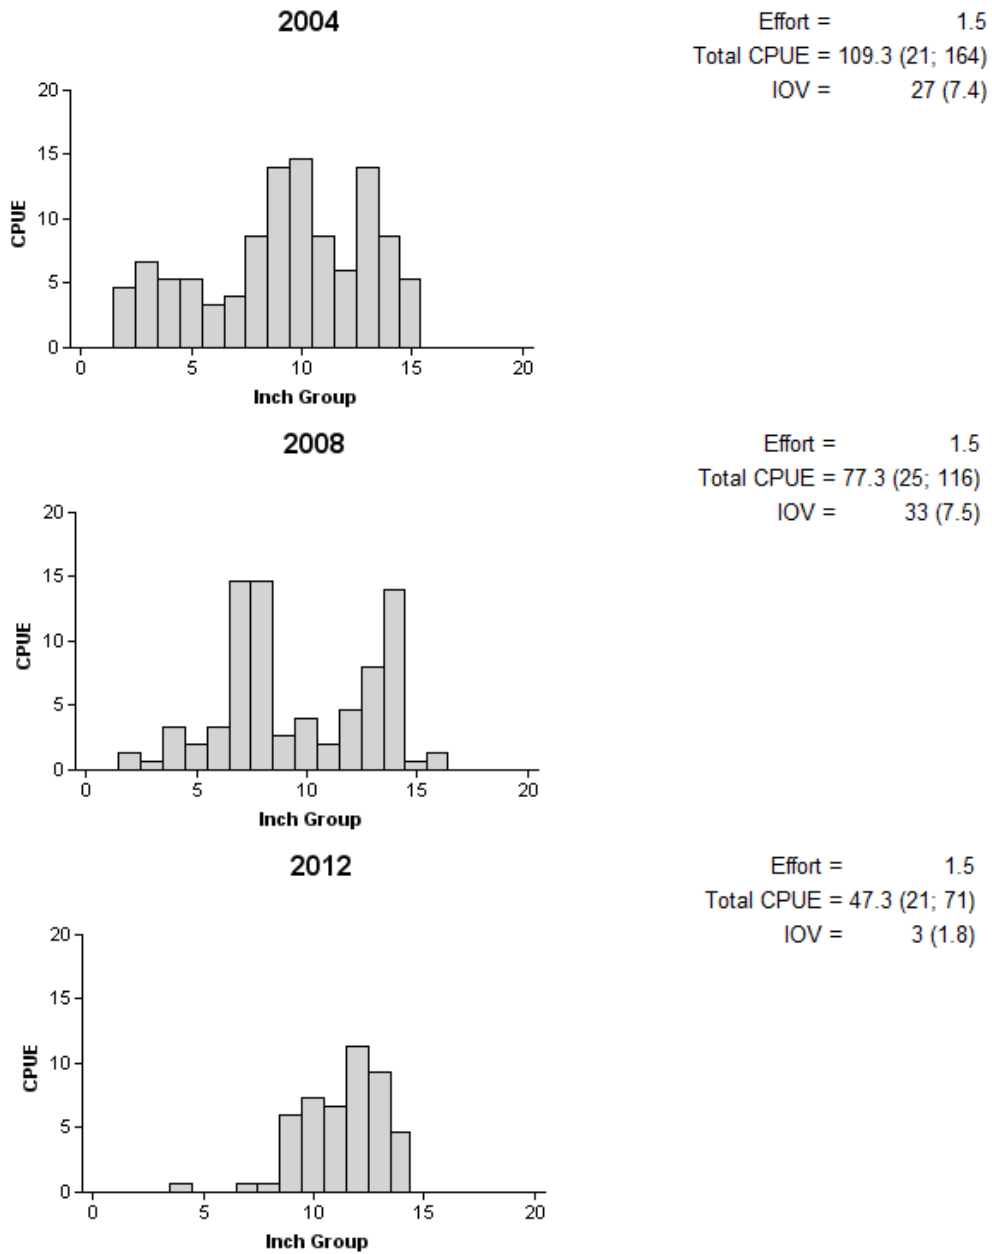 2004
Effort = 1.5
Total CPUE = 109.3 (21; 164)
IOV = 27 (7.4)
20
15
10
5
0
CPUE
0 5 10 15 20
Inch Group
2008
Effort = 1.5
Total CPUE = 77.3 (25; 116)
IOV = 33 (7.5)
20
15
10
5
0
CPUE
0 5 10 15 20
Inch Group
2012
Effort = 1.5
Total CPUE = 47.3 (21; 71)
IOV = 3 (1.8)
20
15
10
5
0
CPUE
0 5 10 15 20
Inch Group